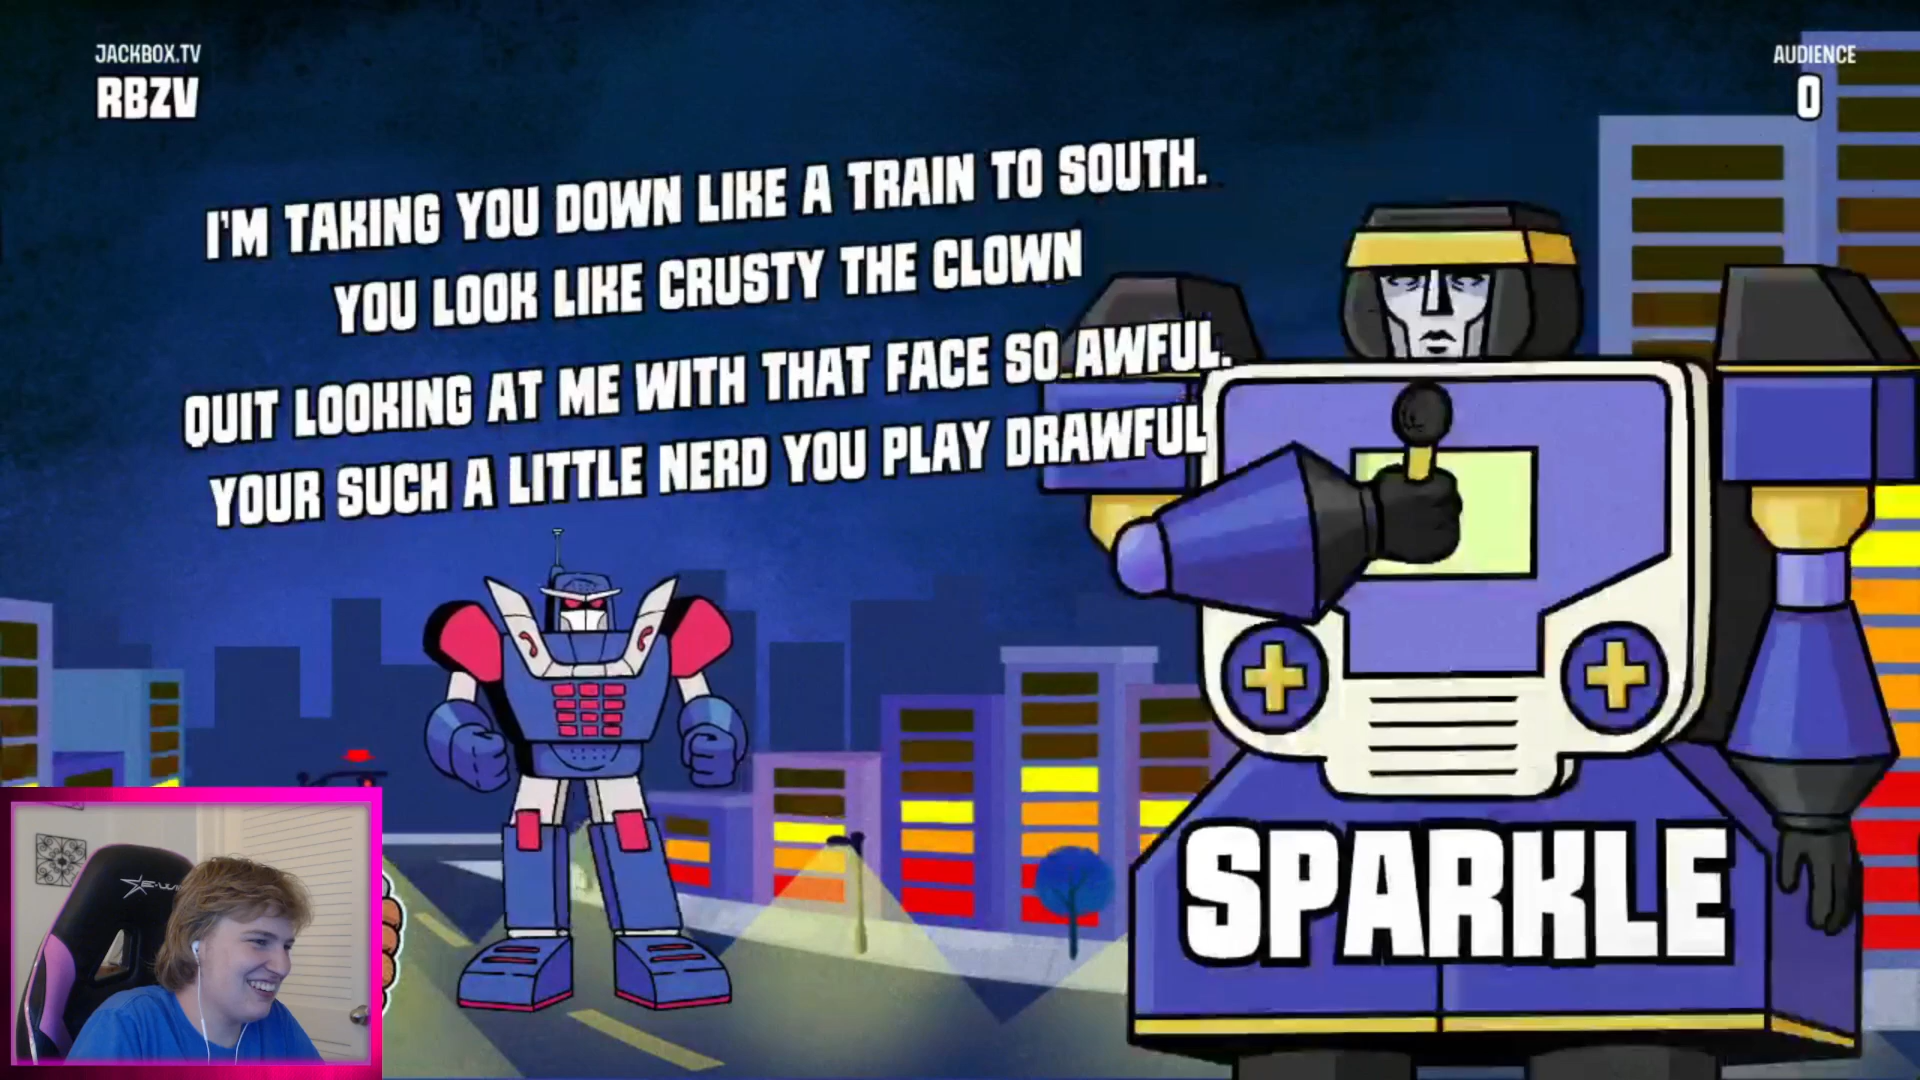 JACKBOX.TV
RBZV
AUDIENCE
0
I'M TAKING YOU DOWN LIKE A TRAIN TO SOUTH.
YOU LOOK LIKE CRUSTY THE CLOWN
QUIT LOOKING AT ME WITH THAT FACE SO AWFUL.
YOUR SUCH A LITTLE NERD YOU PLAY DRAWFUL
SPARKLE